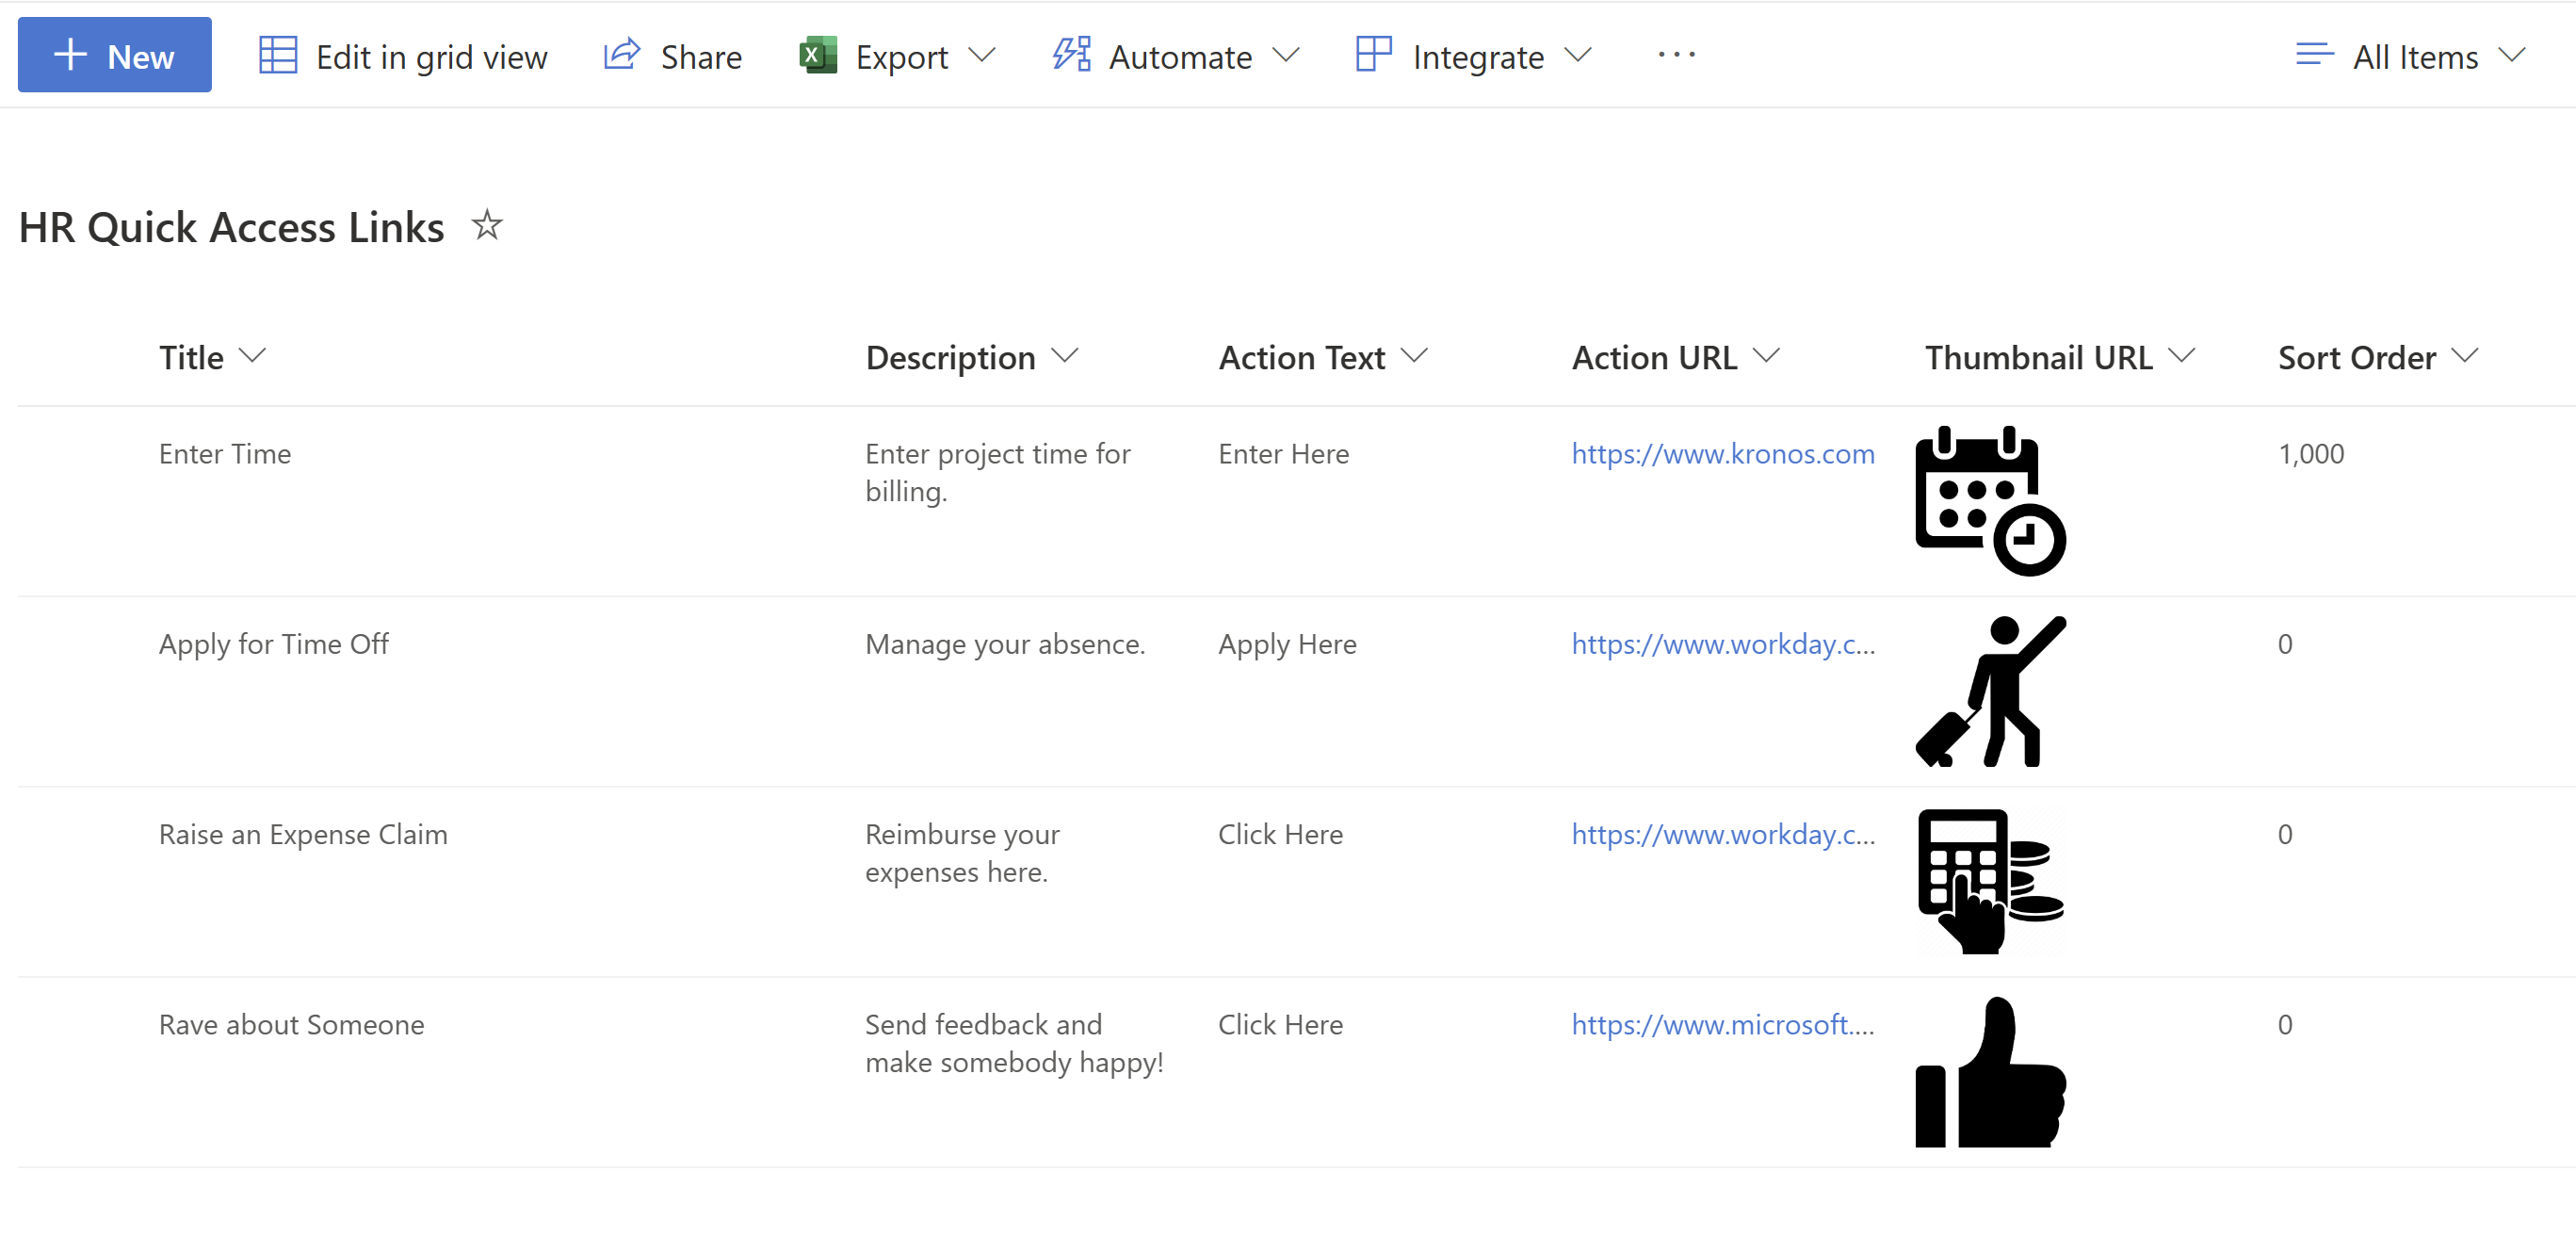 New Edit in grid view Share Export Automate Integrate ··· All Items
HR Quick Access Links
Title Description Action Text Action URL Thumbnail URL Sort Order
Enter Time Enter project time for Enter Here https://www.kronos.com 1,000
billing.
Apply for Time Off Manage your absence. Apply Here https://www.workday.c... 0
Raise an Expense Claim Reimburse your Click Here https://www.workday.c... 0
expenses here.
Rave about Someone Send feedback and Click Here https://www.microsoft.... 0
make somebody happy!